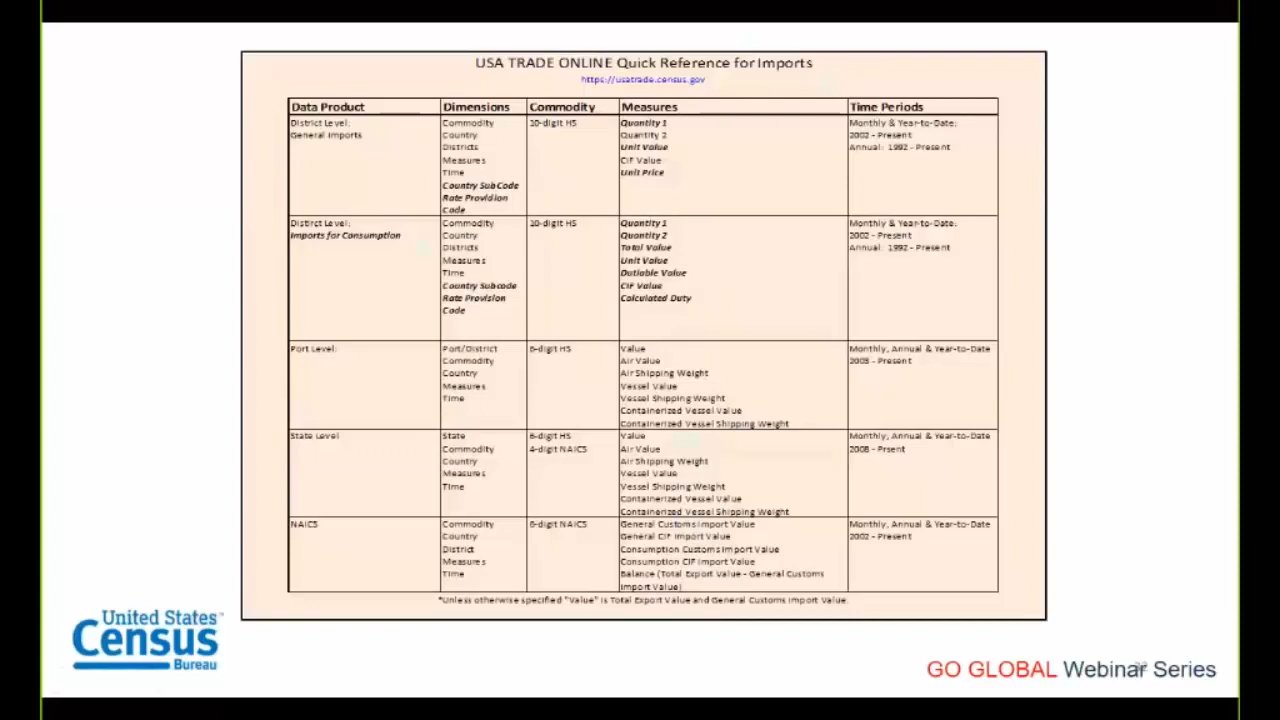 USA TRADE ONLINE Quick Reference for Imports
https://usatrade.census.gov
Data Product Dimensions Commodity Measures Time Periods
District Level: Commodity 10-digit HS Quantity 1 Monthly & Year-to-Date:
General Imports Country Quantity 2 2002 - Present
Districts Unit Value Annual: 1992 - Present
Measures CIF Value
Time Unit Price
Country SubCode
Rate Providion
Code
District Level: Commodity 10-digit HS Quantity 1 Monthly & Year-to-Date:
Imports for Consumption Country Quantity 2 2002 - Present
Districts Total Value Annual: 1992 - Present
Measures Unit Value
Time Dutiable Value
Country Subcode CIF Value
Rate Provision Calculated Duty
Code
Port Level: Port/District 6-digit HS Value Monthly, Annual & Year-to-Date
Commodity Air Value 2003 - Present
Country Air Shipping Weight
Measures Vessel Value
Time Vessel Shipping Weight
Containerized Vessel Value
Containerized Vessel Shipping Weight
State Level State 6-digit HS Value Monthly, Annual & Year-to-Date
Commodity 4-digit NAICS Air Value 2008 - Prsent
Country Air Shipping Weight
Measures Vessel Value
Time Vessel Shipping Weight
Containerized Vessel Value
Containerized Vessel Shipping Weight
NAICS Commodity 6-digit NAICS General Customs Import Value Monthly, Annual & Year-to-Date
Country General CIF Import Value 2002 - Present
District Consumption Customs Import Value
Measures Consumption CIF Import Value
Time Balance (Total Export Value - General Customs
Import Value)
*Unless otherwise specified "Value" is Total Export Value and General Customs Import Value.
United States™
Census
Bureau
GO GLOBAL Webinar Series